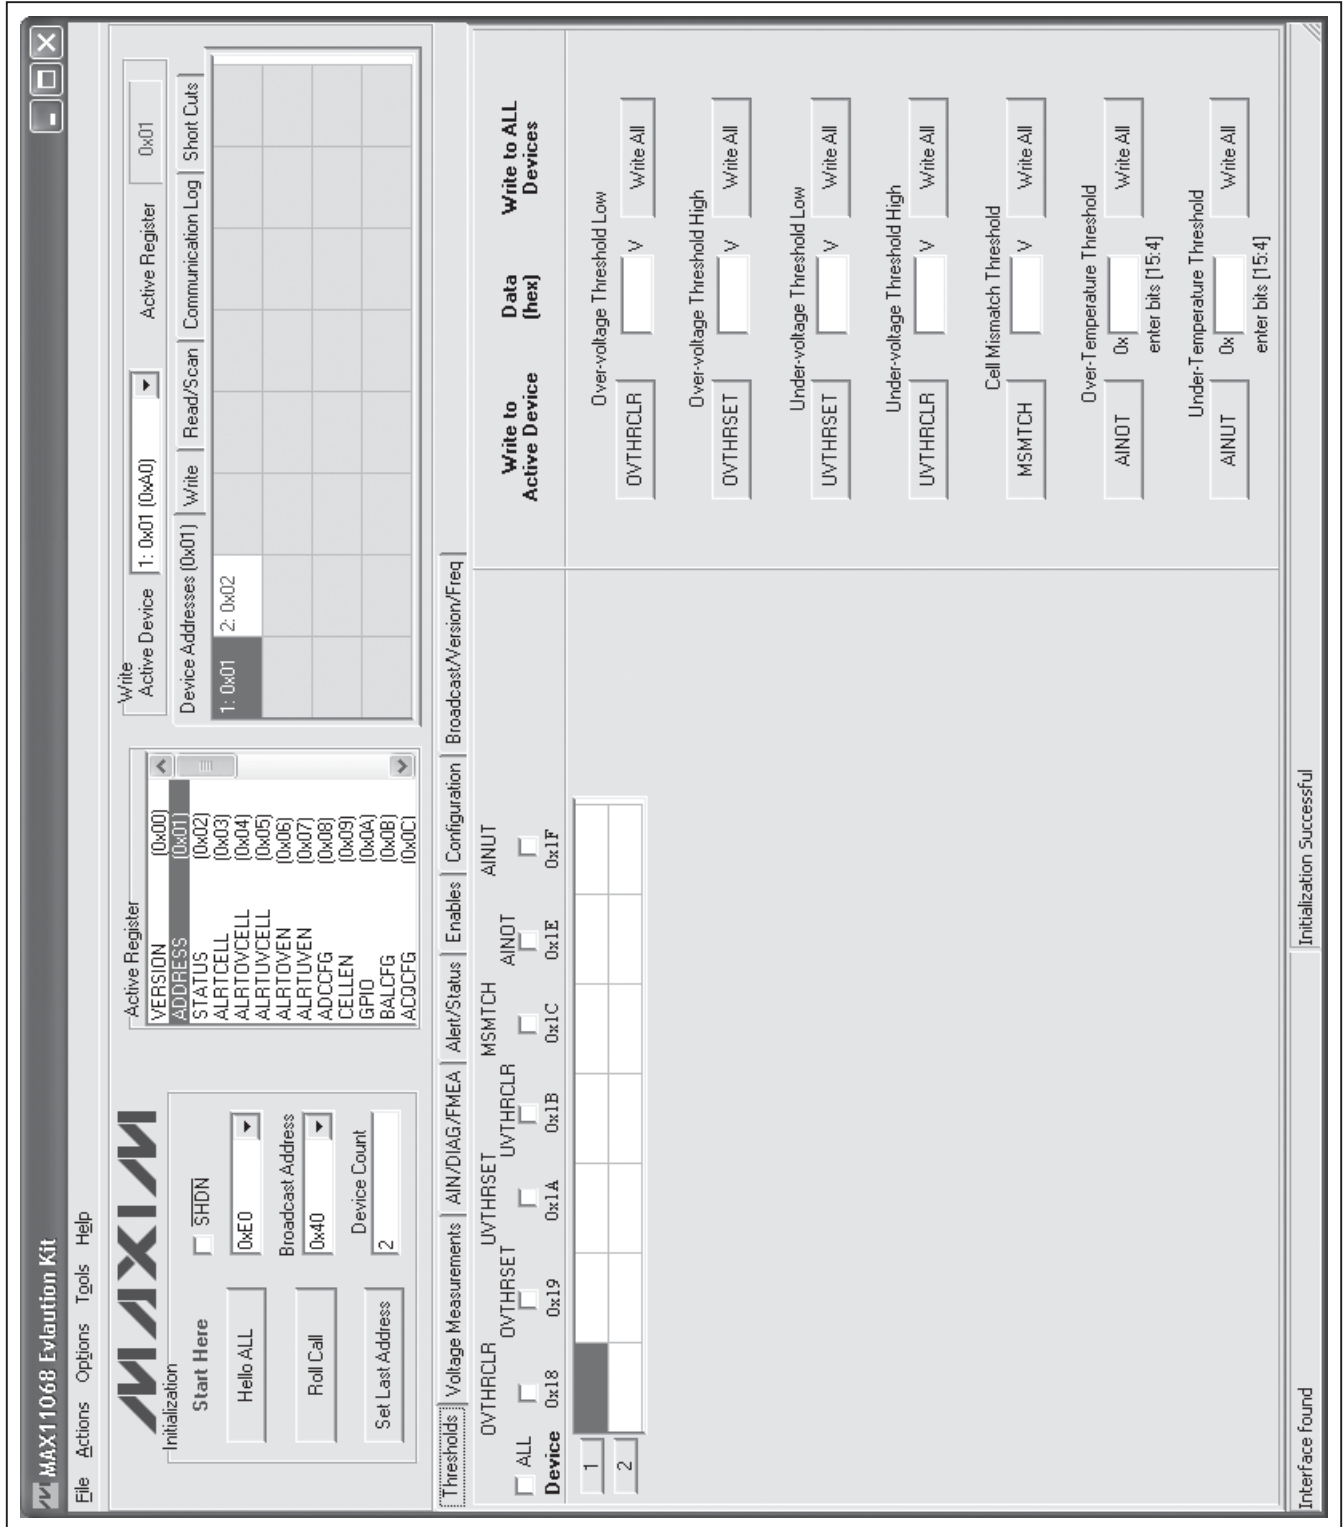 MAX11068 Evlaution Kit
File Actions Options Tools Help
MAXIM
Initialization
Start Here
SHDN
Hello ALL
0xE0
Broadcast Address
Roll Call
0x40
Device Count
Set Last Address
2
Active Register
VERSION (0x00)
ADDRESS (0x01)
STATUS (0x02)
ALRTCELL (0x03)
ALRTOVCELL (0x04)
ALRTUVCELL (0x05)
ALRTOVEN (0x06)
ALRTUVEN (0x07)
ADCCFG (0x08)
CELLEN (0x09)
GPIO (0x0A)
BALCFG (0x0B)
ACQCFG (0x0C)
Write
Active Device 1: 0x01 (0xA0) Active Register 0x01
Device Addresses (0x01) Write Read/Scan Communication Log Short Cuts
1: 0x01 2: 0x02
Thresholds Voltage Measurements AIN/DIAG/FMEA Alert/Status Enables Configuration Broadcast/Version/Freq
OVTHRCLR OVTHRSET UVTHRSET UVTHRCLR MSMTCH AINOT AINUT
ALL
Device 0x18 0x19 0x1A 0x1B 0x1C 0x1E 0x1F
1
2
Write to Data Write to ALL
Active Device (hex) Devices
Over-voltage Threshold Low
OVTHRCLR V Write All
Over-voltage Threshold High
OVTHRSET V Write All
Under-voltage Threshold Low
UVTHRSET V Write All
Under-voltage Threshold High
UVTHRCLR V Write All
Cell Mismatch Threshold
MSMTCH V Write All
Over-Temperature Threshold
AINOT 0x Write All
enter bits [15:4]
Under-Temperature Threshold
AINUT 0x Write All
enter bits [15:4]
Interface Found Initialization Successful